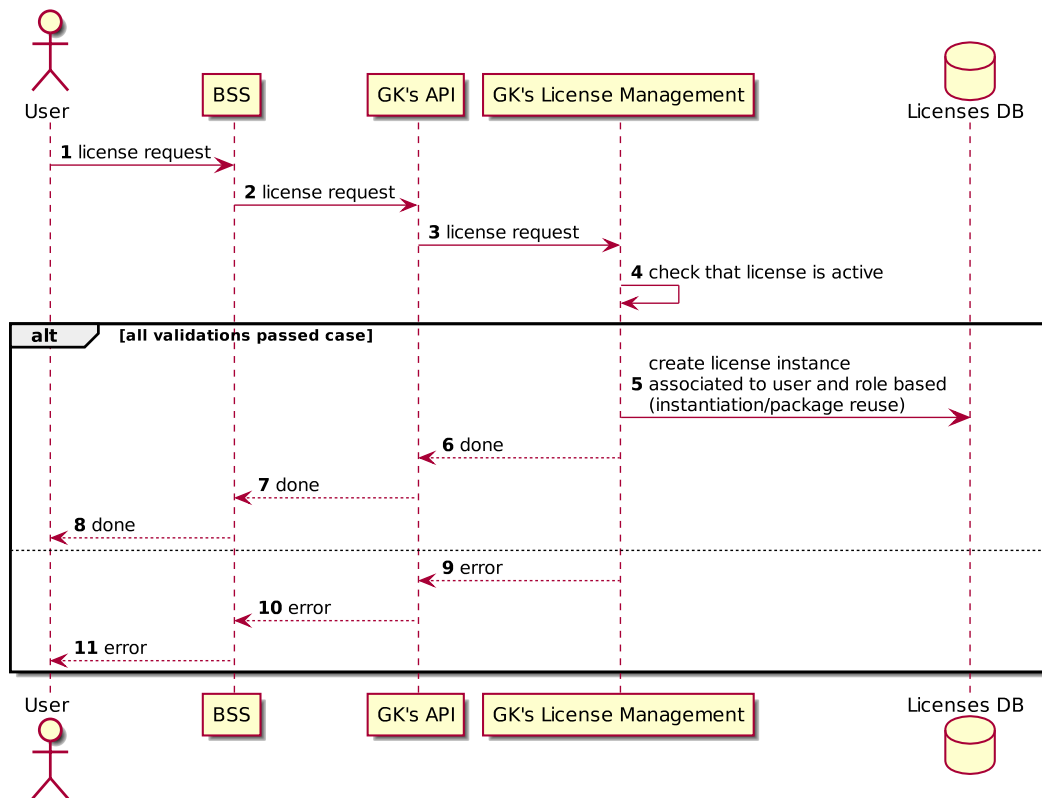 User
BSS
GK's API
GK's License Management
Licenses DB
1 license request
2 license request
3 license request
4 check that license is active
alt [all validations passed case]
create license instance
5 associated to user and role based
(instantiation/package reuse)
6 done
7 done
8 done
9 error
10 error
11 error
User
BSS
GK's API
GK's License Management
Licenses DB